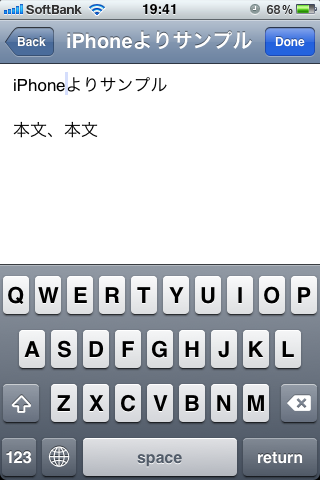 SoftBank 19:41 68%
Back iPhoneよりサンプル Done
iPhoneよりサンプル
本文、本文
Q W E R T Y U I O P
A S D F G H J K L
Z X C V B N M
123 space return